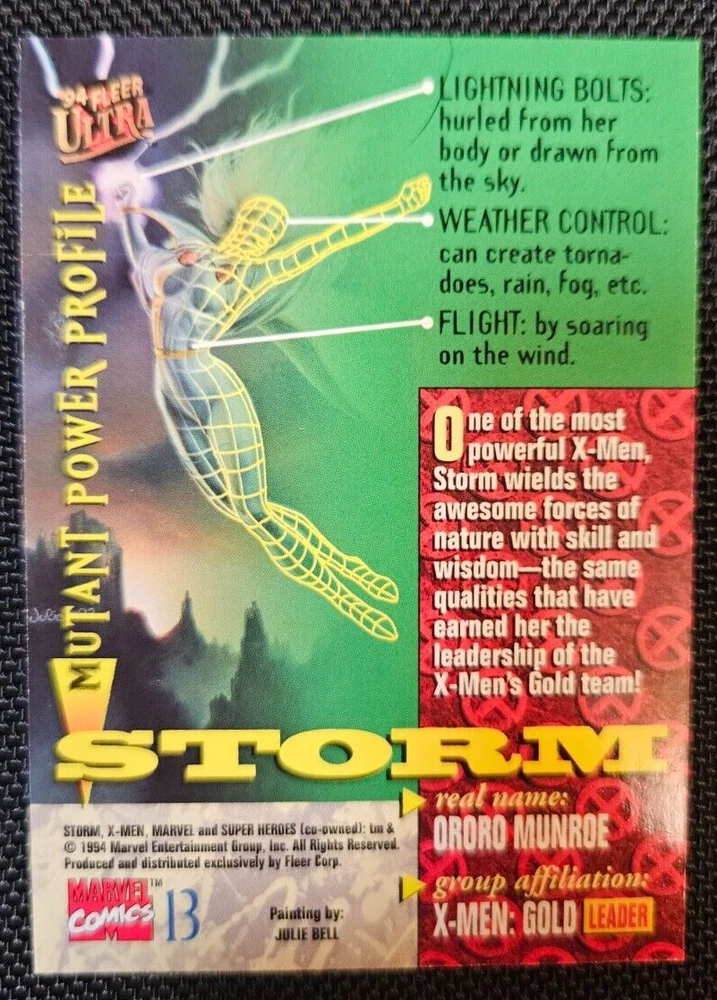 '94 FLEER
ULTRA
MUTANT POWER PROFILE
LIGHTNING BOLTS:
hurled from her
body or drawn from
the sky.
WEATHER CONTROL:
can create torna-
does, rain, fog, etc.
FLIGHT: by soaring
on the wind.
One of the most
powerful X-Men,
Storm wields the
awesome forces of
nature with skill and
wisdom—the same
qualities that have
earned her the
leadership of the
X-Men's Gold team!
STORM
real name:
ORORO MUNROE
group affiliation:
X-MEN: GOLD LEADER
STORM, X-MEN, MARVEL and SUPER HEROES (co-owned): tm &
© 1994 Marvel Entertainment Group, Inc. All Rights Reserved.
Produced and distributed exclusively by Fleer Corp.
MARVEL™
COMICS
M
13
Painting by:
JULIE BELL